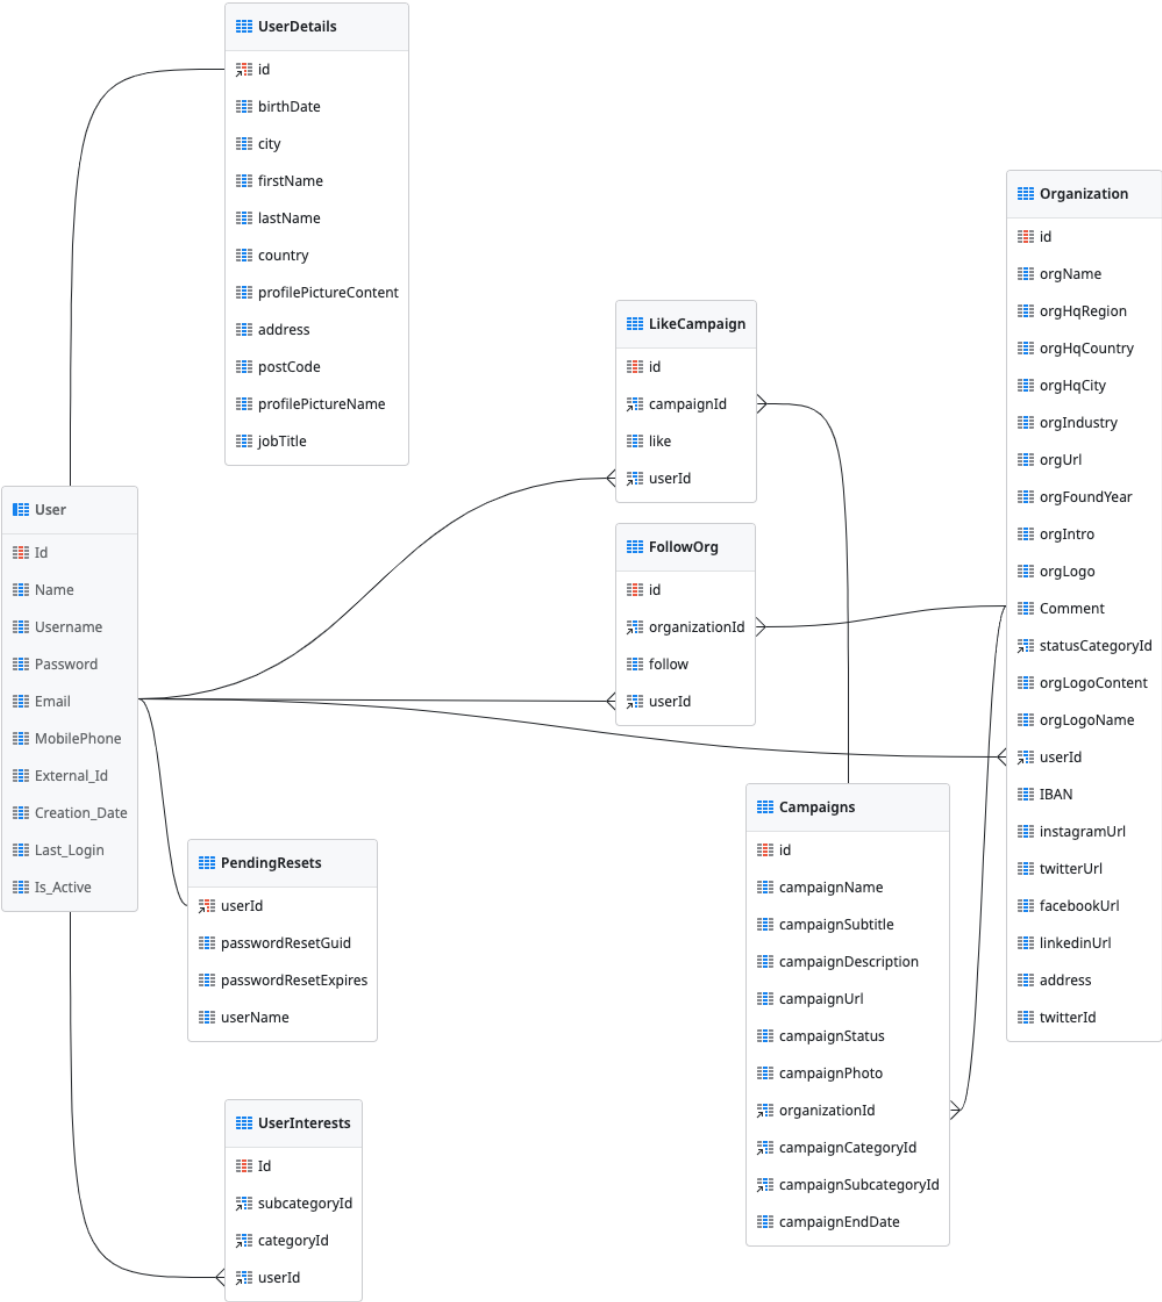 UserDetails
id
birthDate
city
firstName
lastName
country
profilePictureContent
address
postCode
profilePictureName
jobTitle
User
Id
Name
Username
Password
Email
MobilePhone
External_Id
Creation_Date
Last_Login
Is_Active
PendingResets
userId
passwordResetGuid
passwordResetExpires
userName
UserInterests
Id
subcategoryId
categoryId
userId
LikeCampaign
id
campaignId
like
userId
FollowOrg
id
organizationId
follow
userId
Campaigns
id
campaignName
campaignSubtitle
campaignDescription
campaignUrl
campaignStatus
campaignPhoto
organizationId
campaignCategoryId
campaignSubcategoryId
campaignEndDate
Organization
id
orgName
orgHqRegion
orgHqCountry
orgHqCity
orgIndustry
orgUrl
orgFoundYear
orgIntro
orgLogo
Comment
statusCategoryId
orgLogoContent
orgLogoName
userId
IBAN
instagramUrl
twitterUrl
facebookUrl
linkedinUrl
address
twitterId